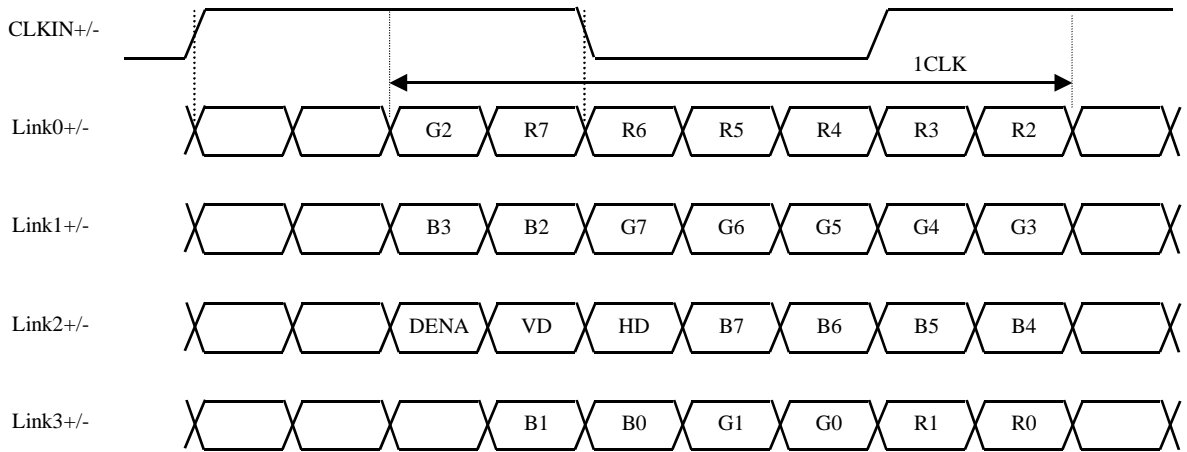 CLKIN+/-
1CLK
Link0+/- G2 R7 R6 R5 R4 R3 R2
Link1+/- B3 B2 G7 G6 G5 G4 G3
Link2+/- DENA VD HD B7 B6 B5 B4
Link3+/- B1 B0 G1 G0 R1 R0